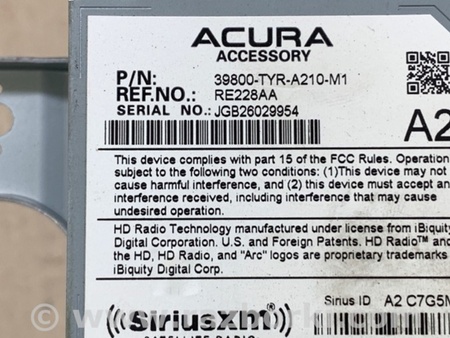 ACURA
ACCESSORY
P/N: 39800-TYR-A210-M1
REF.NO.: RE228AA
SERIAL NO.: JGB26029954
A2
This device complies with part 15 of the FCC Rules. Operation
subject to the following two conditions: (1)This device may not
cause harmful interference, and (2) this device must accept an
interference received, including interference that may cause
undesired operation.
HD Radio Technology manufactured under license from iBiquity
Digital Corporation. U.S. and Foreign Patents. HD Radio™ and
the HD, HD Radio, and "Arc" logos are proprietary trademarks
iBiquity Digital Corp.
Sirius ID A2 C7G5M
((SiriusXM
SATELLITE RADIO